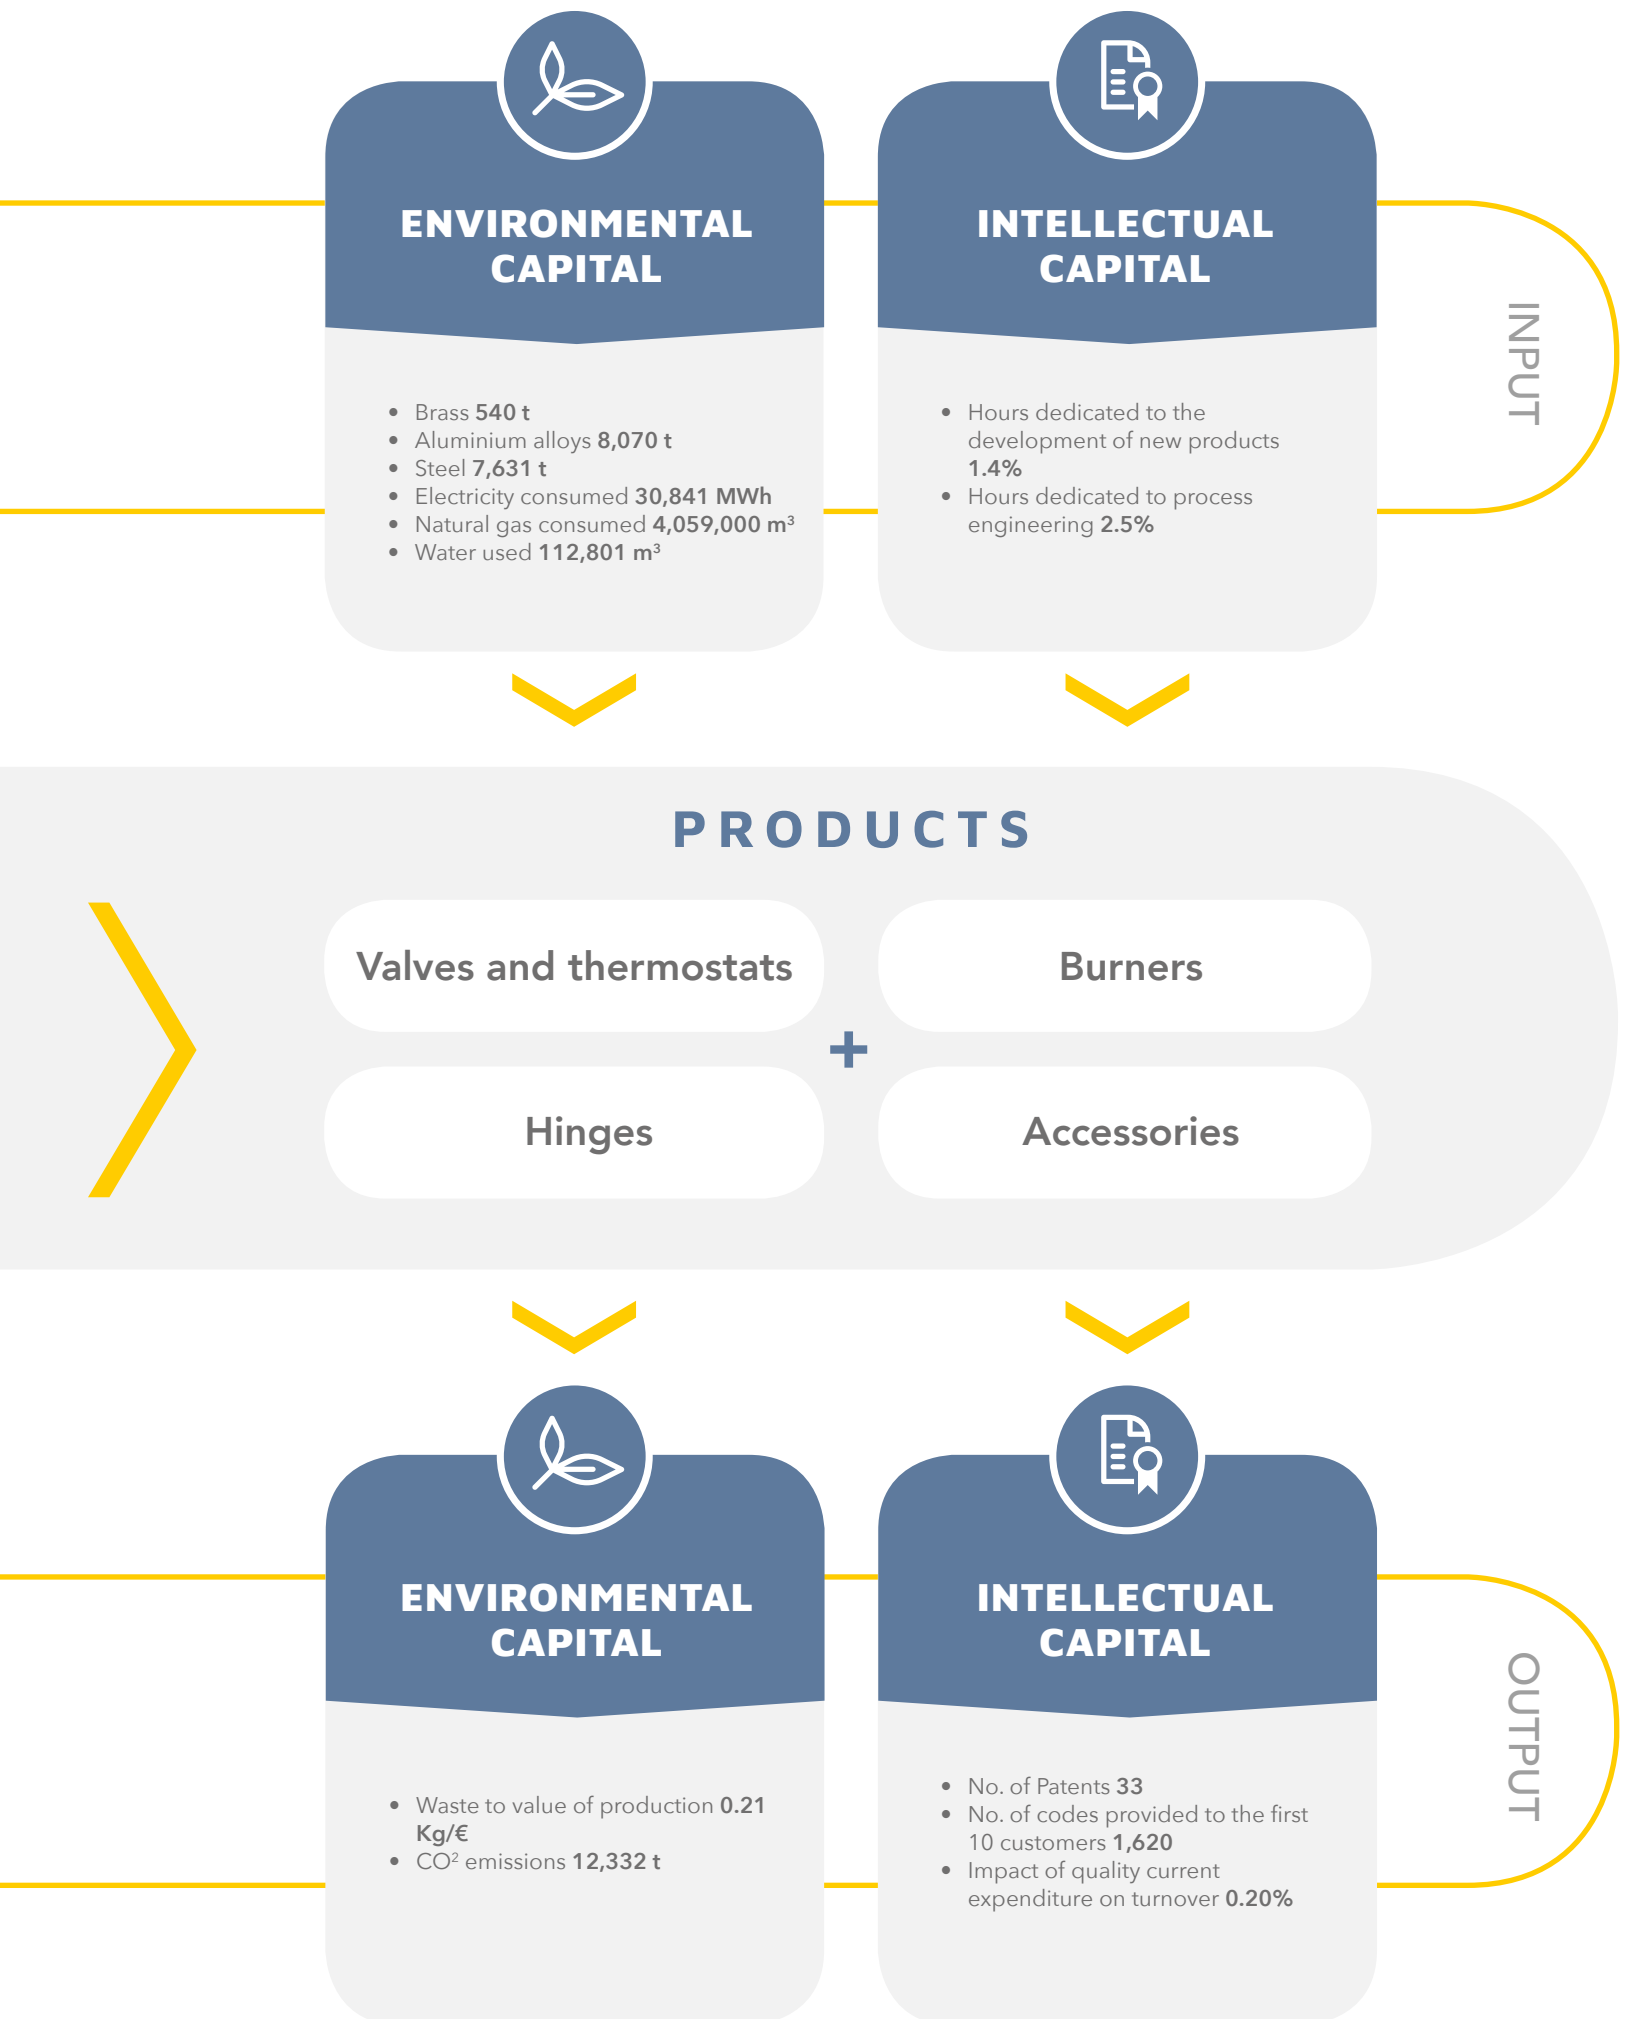 ENVIRONMENTAL
CAPITAL
• Brass 540 t
• Aluminium alloys 8,070 t
• Steel 7,631 t
• Electricity consumed 30,841 MWh
• Natural gas consumed 4,059,000 m³
• Water used 112,801 m³
INTELLECTUAL
CAPITAL
• Hours dedicated to the
development of new products
1.4%
• Hours dedicated to process
engineering 2.5%
INPUT
PRODUCTS
Valves and thermostats
Burners
+
Hinges
Accessories
ENVIRONMENTAL
CAPITAL
• Waste to value of production 0.21
Kg/€
• CO² emissions 12,332 t
INTELLECTUAL
CAPITAL
• No. of Patents 33
• No. of codes provided to the first
10 customers 1,620
• Impact of quality current
expenditure on turnover 0.20%
OUTPUT